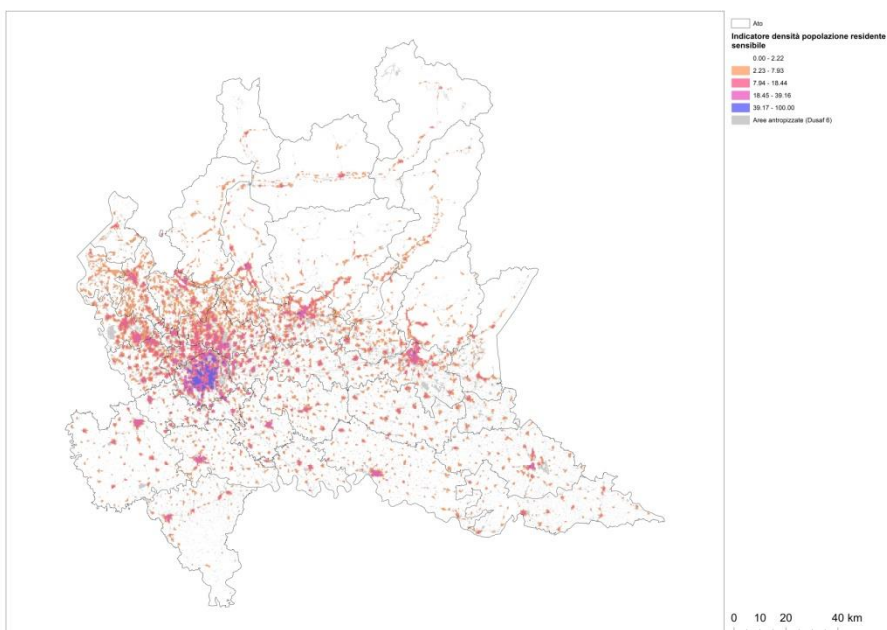 Ato
Indicatore densità popolazione residente
sensibile
0.00 - 2.22
2.23 - 7.93
7.94 - 18.44
18.45 - 39.16
39.17 - 100.00
Aree antropizzate (Dusaf 6)
0 10 20 40 km